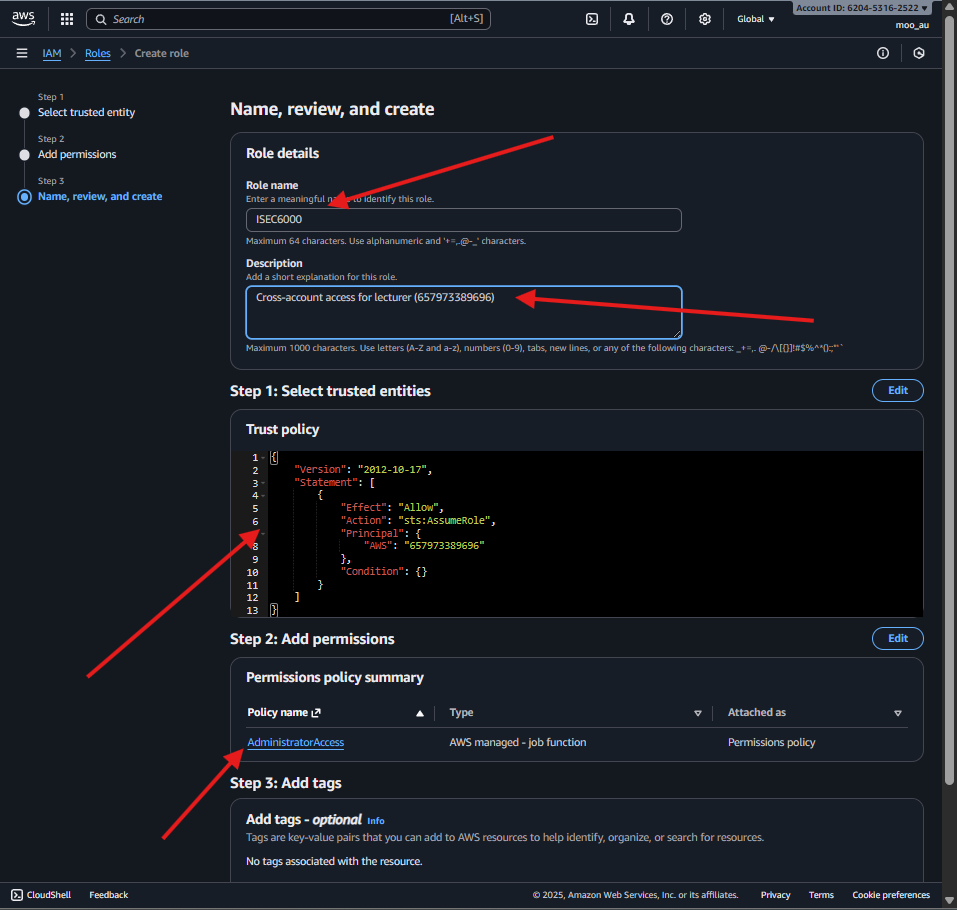 aws
Search
[Alt+S]
Global
Account ID: 6204-5316-2522
moo_au
IAM
Roles
Create role
Step 1
Select trusted entity
Step 2
Add permissions
Step 3
Name, review, and create
Name, review, and create
Role details
Role name
Enter a meaningful to identify this role.
ISEC6000
Maximum 64 characters. Use alphanumeric and '+=,.@-_' characters.
Description
Add a short explanation for this role.
Cross-account access for lecturer (657973389696)
Maximum 1000 characters. Use letters (A-Z and a-z), numbers (0-9), tabs, new lines, or any of the following characters: _+=,. @-/\[{}]!#$%^*();:"'`
Step 1: Select trusted entities
Edit
Trust policy
1 {
2 "Version": "2012-10-17",
3 "Statement": [
4 {
5 "Effect": "Allow",
6 "Action": "sts:AssumeRole",
"Principal": {
8 "AWS": "657973389696"
9 },
10 "Condition": {}
11 }
12 ]
13 }
Step 2: Add permissions
Edit
Permissions policy summary
Policy name
Type
Attached as
AdministratorAccess
AWS managed - job function
Permissions policy
Step 3: Add tags
Add tags - optional Info
Tags are key-value pairs that you can add to AWS resources to help identify, organize, or search for resources.
No tags associated with the resource.
CloudShell
Feedback
© 2025, Amazon Web Services, Inc. or its affiliates.
Privacy
Terms
Cookie preferences